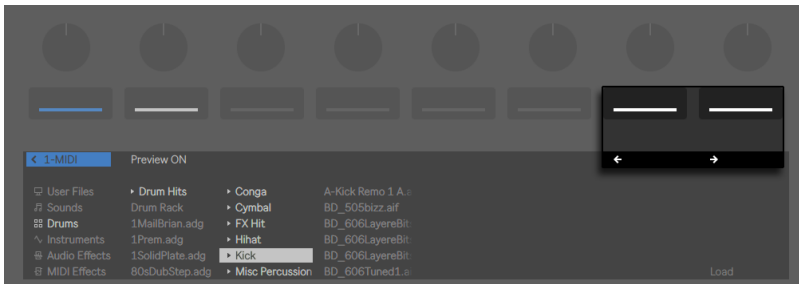 < 1-MIDI Preview ON ← →
User Files ▸ Drum Hits ▸ Conga A-Kick Remo 1 A.a
Sounds Drum Rack ▸ Cymbal BD_505bizz.aif
Drums 1MailBrian.adg ▸ FX Hit BD_606LayereBit
Instruments 1Prem.adg ▸ Hihat BD_606LayereBit
Audio Effects 1SolidPlate.adg ▸ Kick BD_606LayereBit
MIDI Effects 80sDubStep.adg ▸ Misc Percussion BD_606Tuned1.a Load